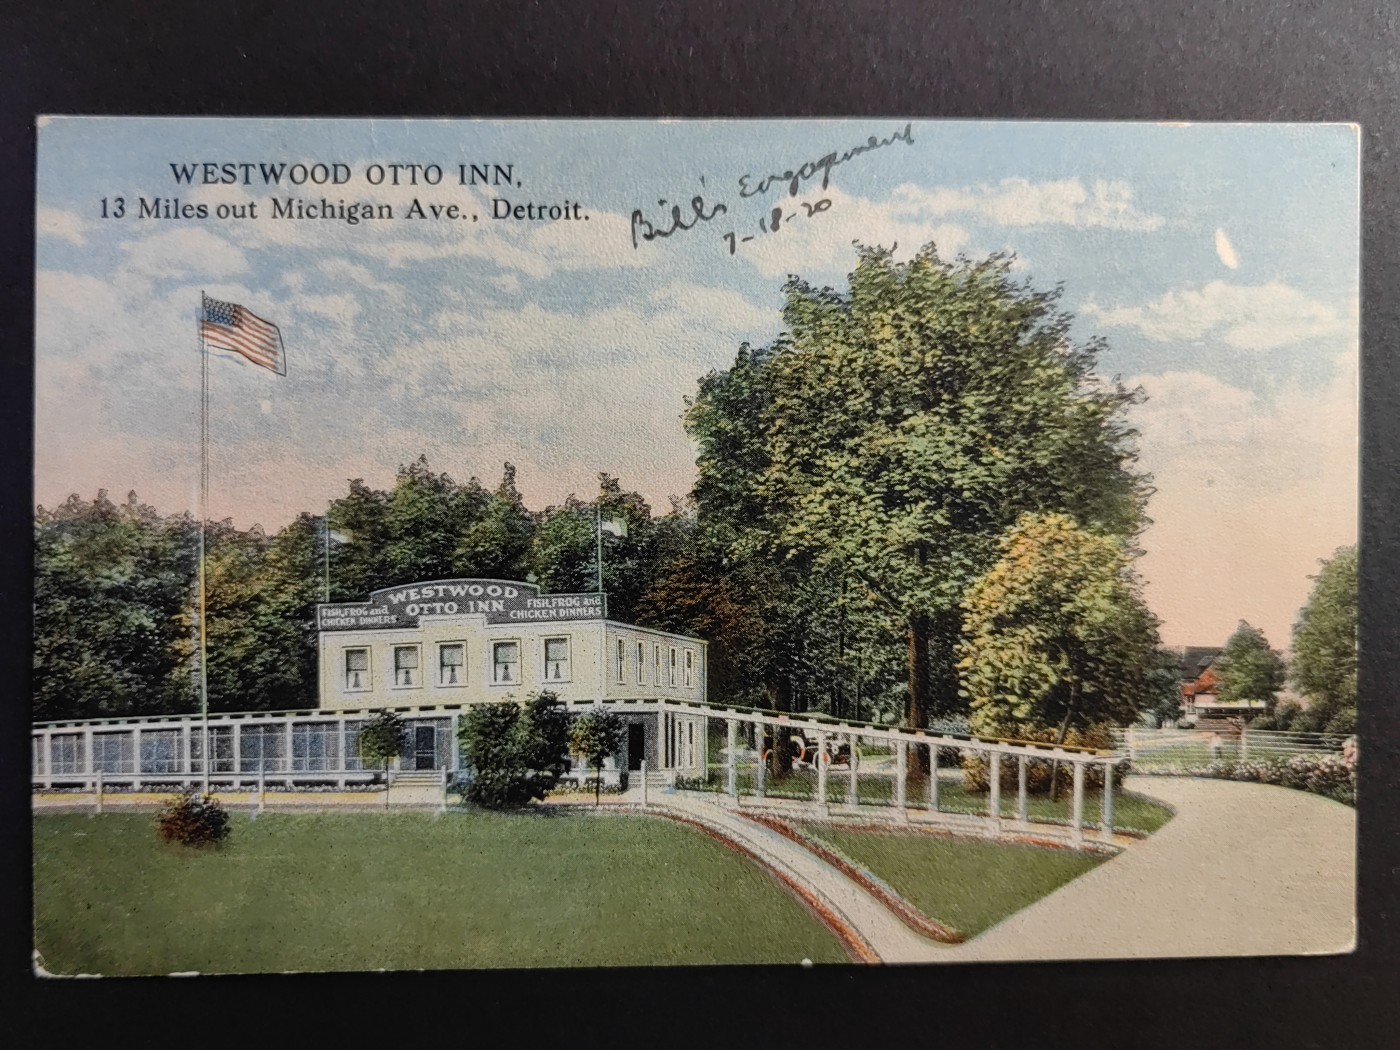 WESTWOOD OTTO INN,
13 Miles out Michigan Ave., Detroit.
Bill's Engagement
7-18-20
WESTWOOD
OTTO INN
FISH, FROG and
CHICKEN DINNERS
FISH, FROG and
CHICKEN DINNERS